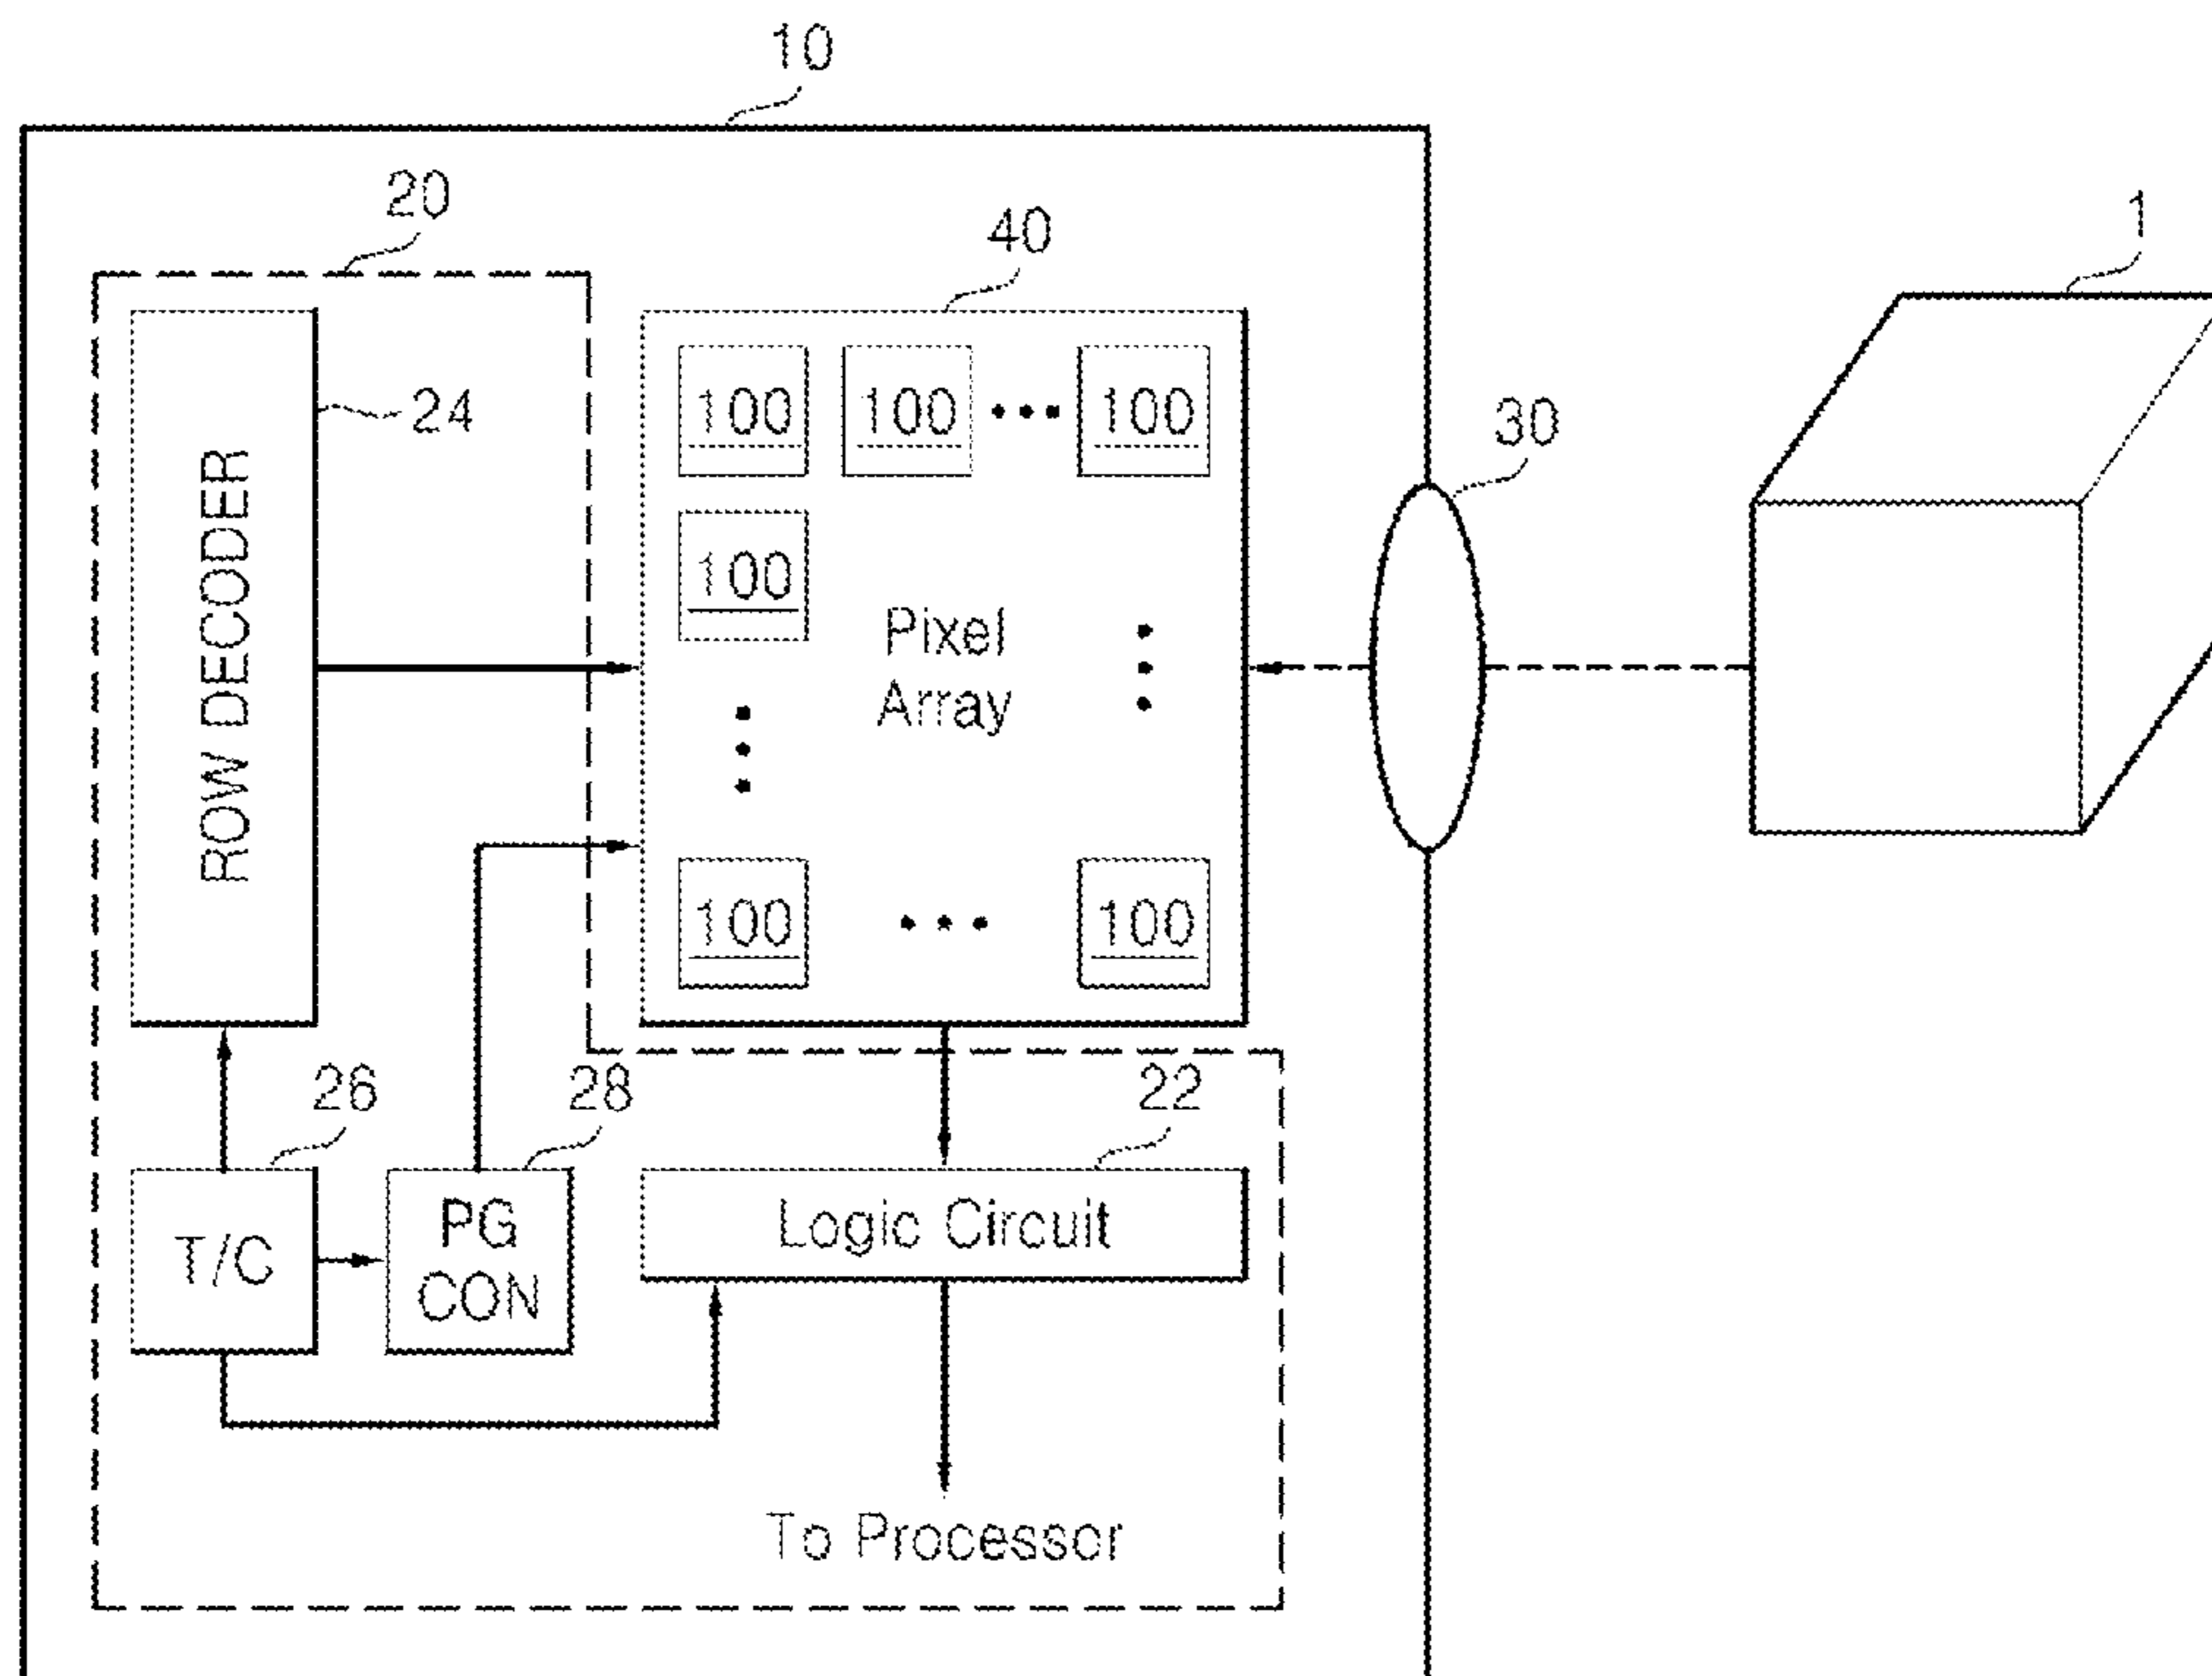 10
20
40
1
24
30
ROW DECODER
100 100 ••• 100
100
Pixel
Array
100 ••• 100
26
28
22
T/C
PG
CON
Logic Circuit
To Processor